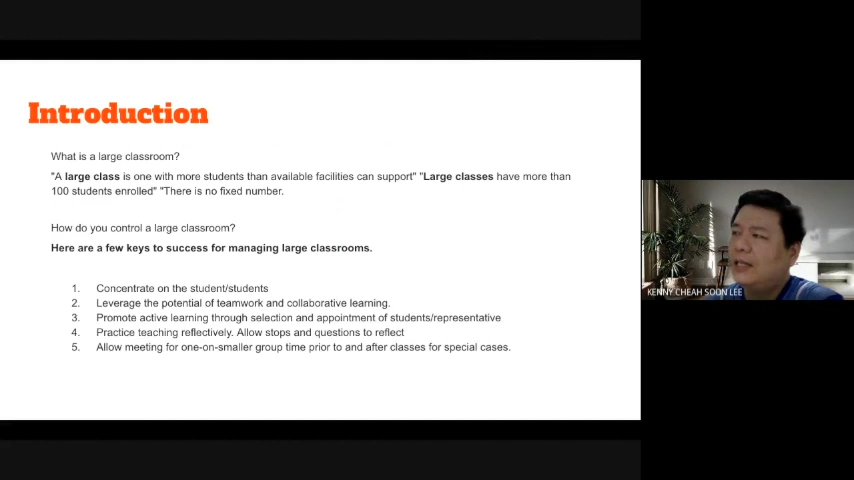 Introduction
What is a large classroom?
"A large class is one with more students than available facilities can support" "Large classes have more than
100 students enrolled" "There is no fixed number.
How do you control a large classroom?
Here are a few keys to success for managing large classrooms.
1. Concentrate on the student/students
2. Leverage the potential of teamwork and collaborative learning.
3. Promote active learning through selection and appointment of students/representative
4. Practice teaching reflectively. Allow stops and questions to reflect
5. Allow meeting for one-on-smaller group time prior to and after classes for special cases.
KENNY CHEAH SOON LEE